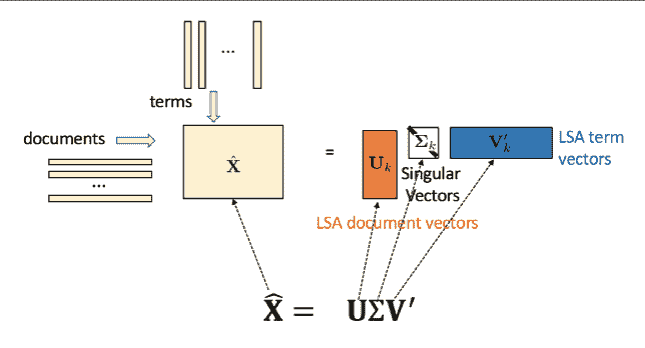 ...
terms
documents
...
X̂
=
U_k
Σ_k
V′_k
LSA term
vectors
Singular
Vectors
LSA document vectors
X̂ = UΣV′